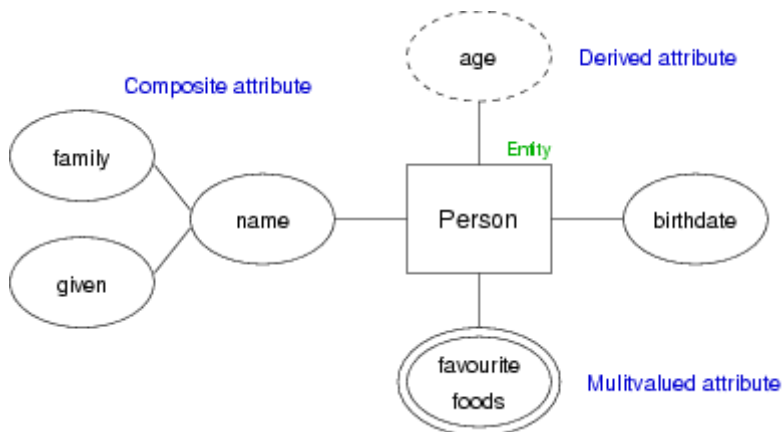 age
Derived attribute
Composite attribute
family
Entity
name
Person
birthdate
given
favourite
foods
Mulitvalued attribute